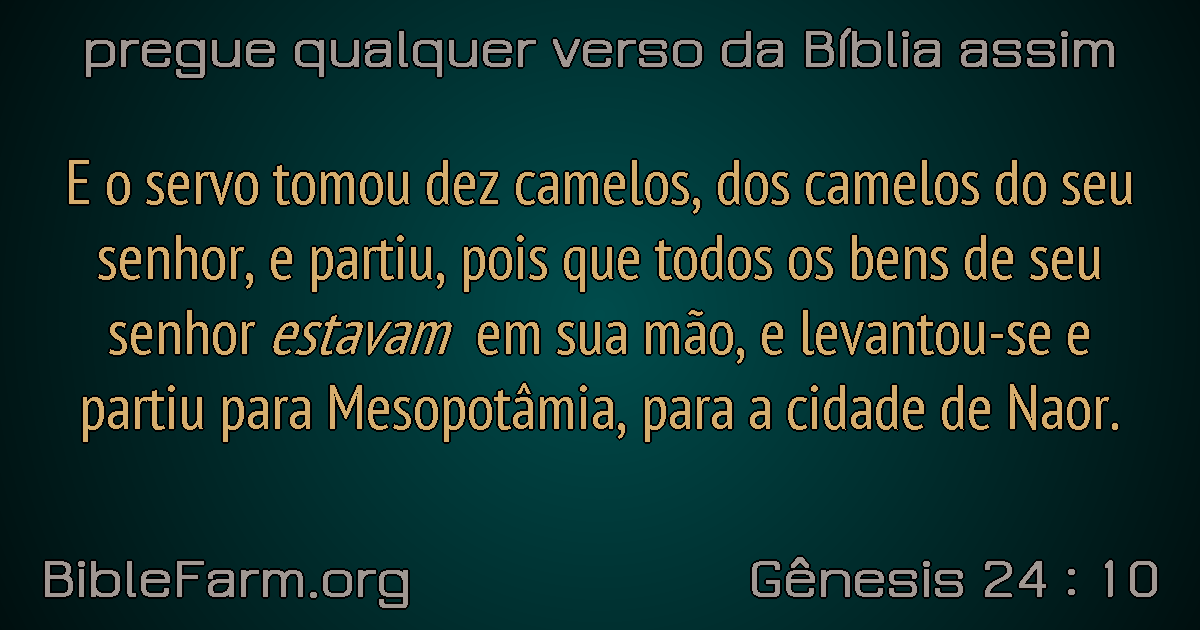 pregue qualquer verso da Bíblia assim
E o servo tomou dez camelos, dos camelos do seu
senhor, e partiu, pois que todos os bens de seu
senhor estavam em sua mão, e levantou-se e
partiu para Mesopotâmia, para a cidade de Naor.
BibleFarm.org
Gênesis 24 : 10